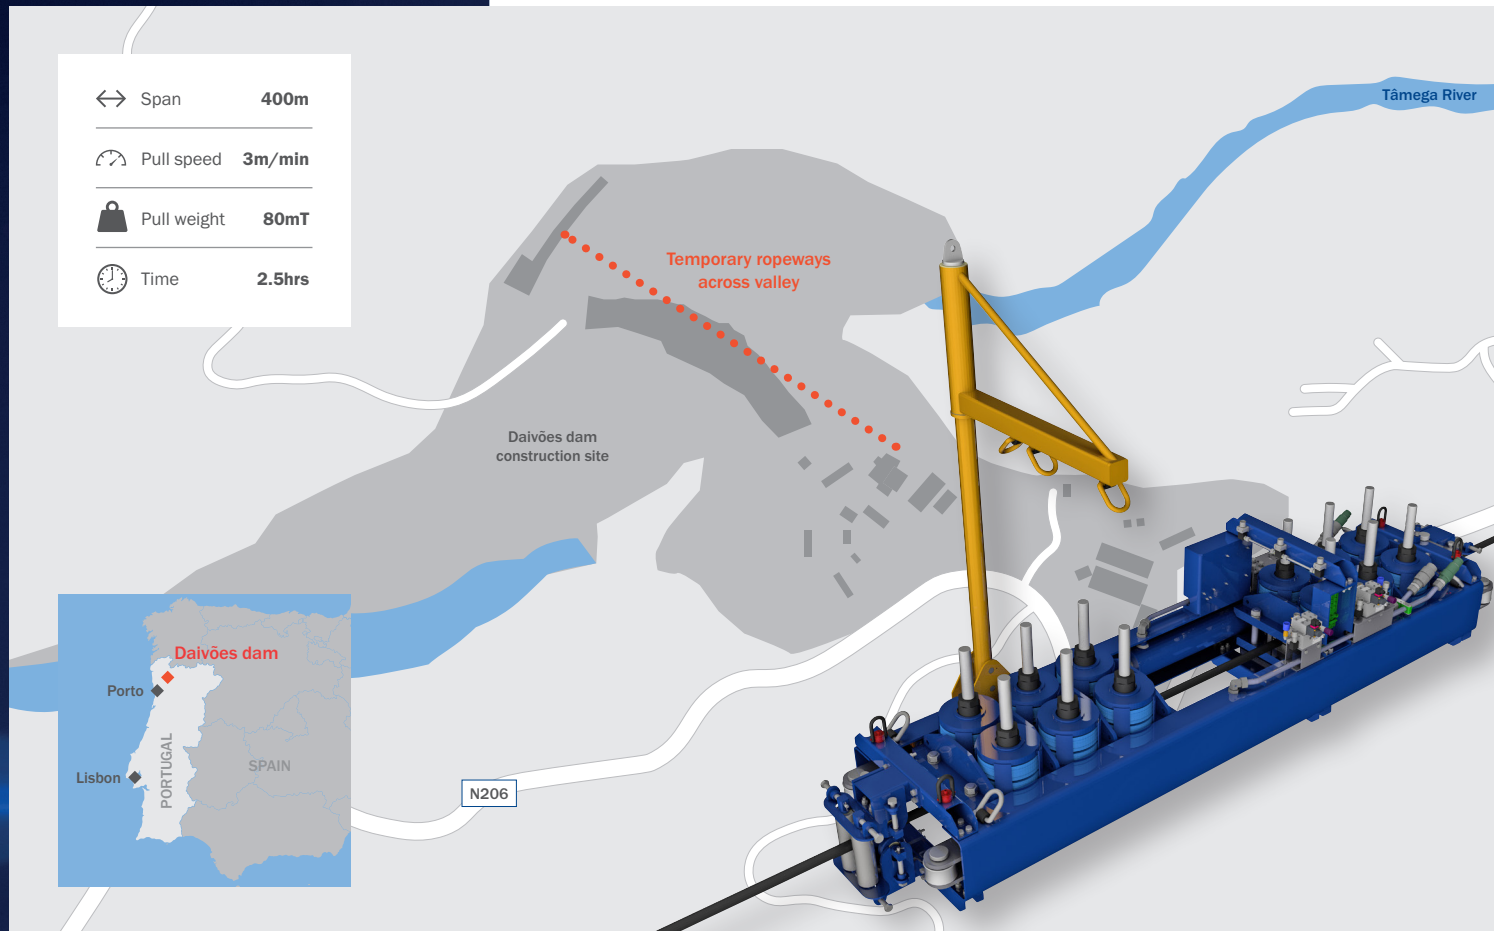 Span 400m
Pull speed 3m/min
Pull weight 80mT
Time 2.5hrs
Tâmega River
Temporary ropeways
across valley
Daivões dam
construction site
Daivões dam
Porto
Lisbon
PORTUGAL
SPAIN
N206